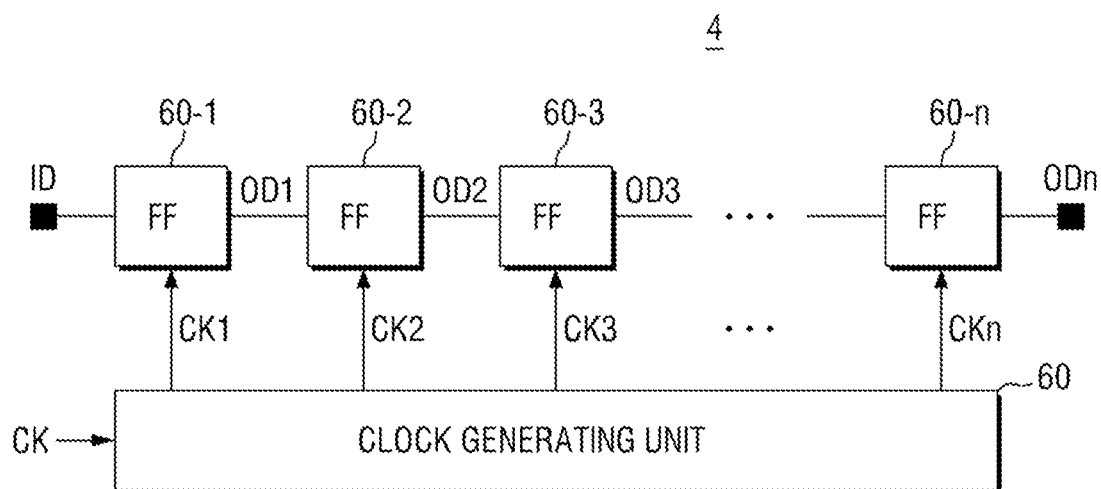 4
60-1 60-2 60-3 60-n
ID OD1 OD2 OD3 ... ODn
FF FF FF FF
CK1 CK2 CK3 ... CKn
60
CK CLOCK GENERATING UNIT